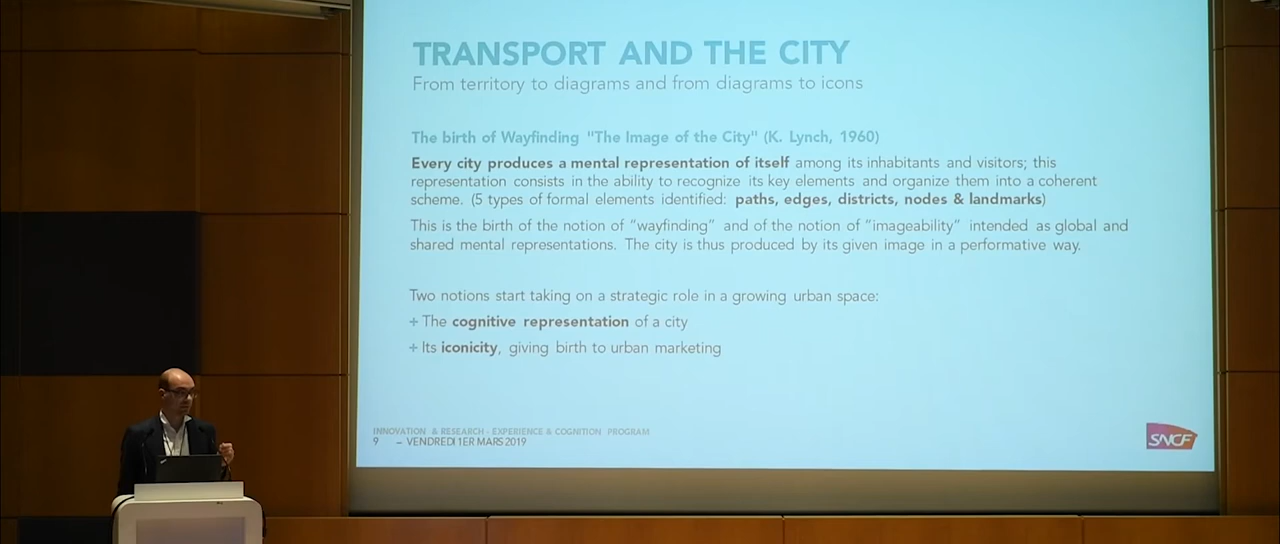 TRANSPORT AND THE CITY
From territory to diagrams and from diagrams to icons
The birth of Wayfinding "The Image of the City" (K. Lynch, 1960)
Every city produces a mental representation of itself among its inhabitants and visitors; this
representation consists in the ability to recognize its key elements and organize them into a coherent
scheme. (5 types of formal elements identified: paths, edges, districts, nodes & landmarks)
This is the birth of the notion of "wayfinding" and of the notion of "imageability" intended as global and
shared mental representations. The city is thus produced by its given image in a performative way.
Two notions start taking on a strategic role in a growing urban space:
+ The cognitive representation of a city
+ Its iconicity, giving birth to urban marketing
INNOVATION & RESEARCH - EXPERIENCE & COGNITION PROGRAM
9 – VENDREDI 1ER MARS 2019
SNCF